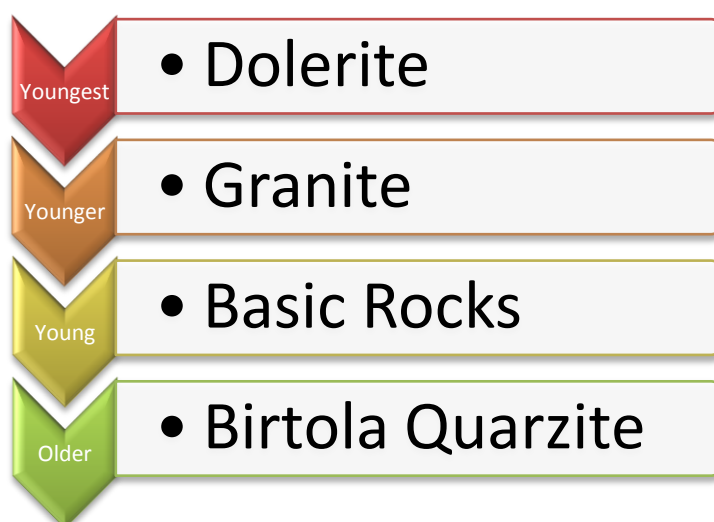 Youngest • Dolerite
Younger • Granite
Young • Basic Rocks
Older • Birtola Quarzite